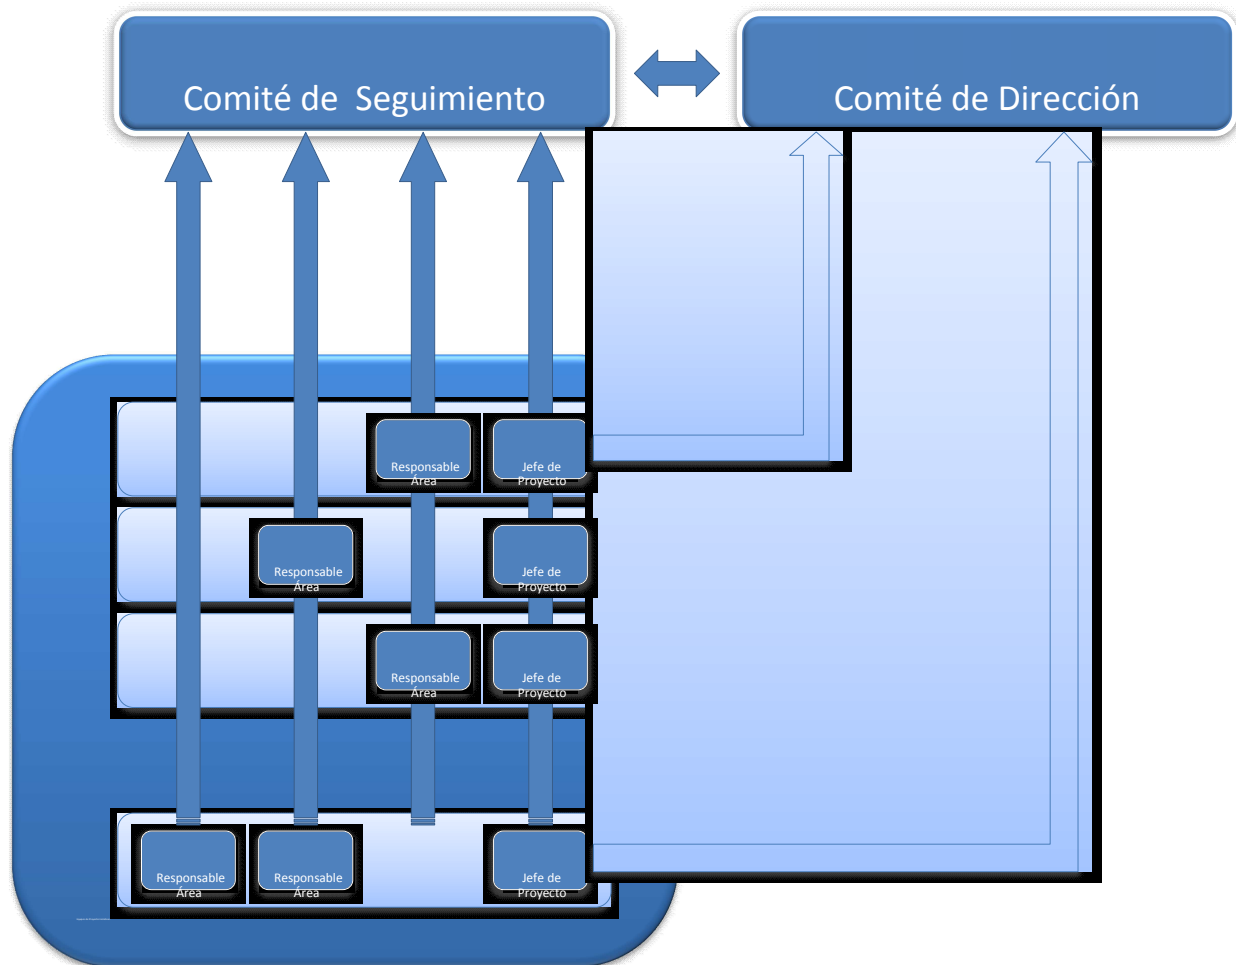 Comité de Seguimiento
Comité de Dirección
Responsable
Área
Jefe de
Proyecto
Responsable
Área
Jefe de
Proyecto
Responsable
Área
Jefe de
Proyecto
Responsable
Área
Responsable
Área
Jefe de
Proyecto